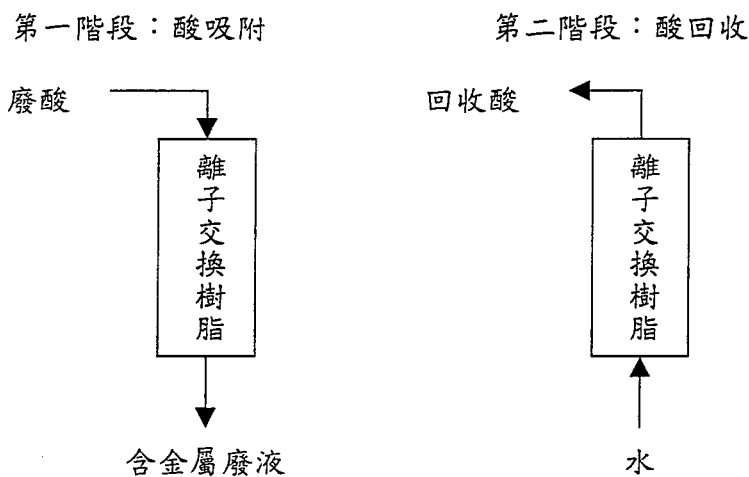 第一階段：酸吸附
廢酸
離子交換樹脂
含金屬廢液
第二階段：酸回收
回收酸
離子交換樹脂
水